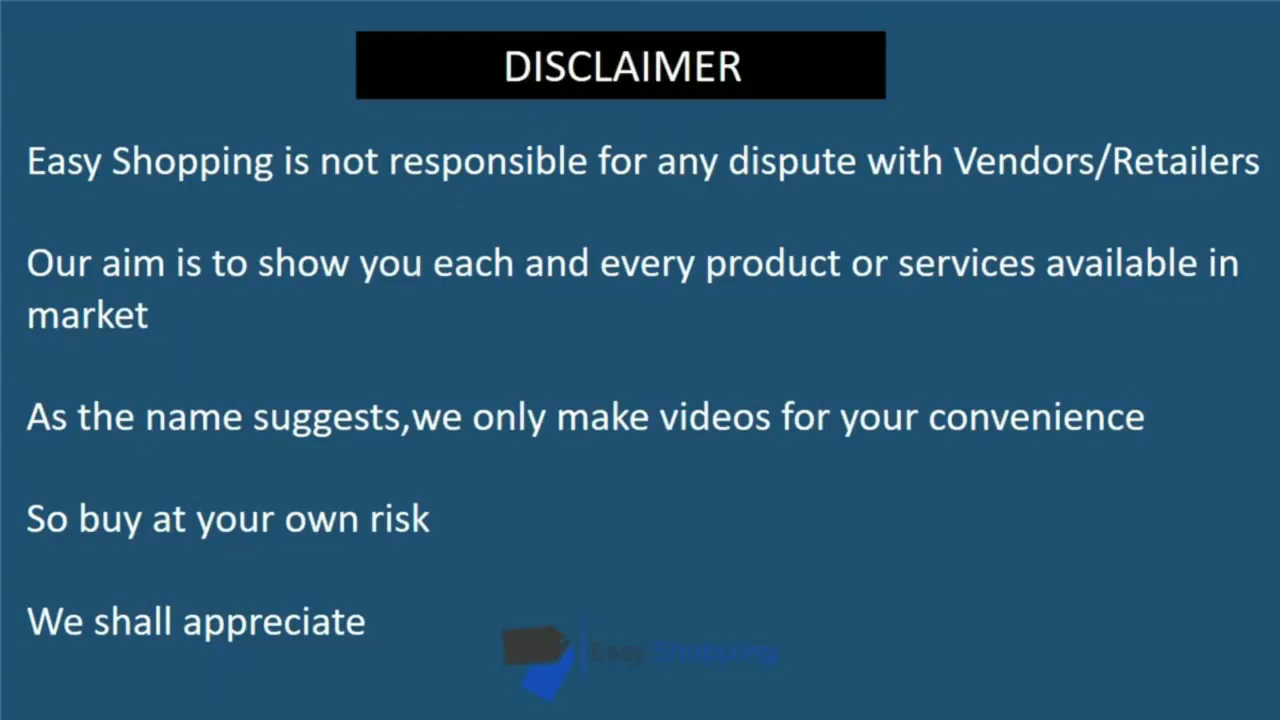 DISCLAIMER
Easy Shopping is not responsible for any dispute with Vendors/Retailers
Our aim is to show you each and every product or services available in
market
As the name suggests,we only make videos for your convenience
So buy at your own risk
We shall appreciate
Easy Shopping